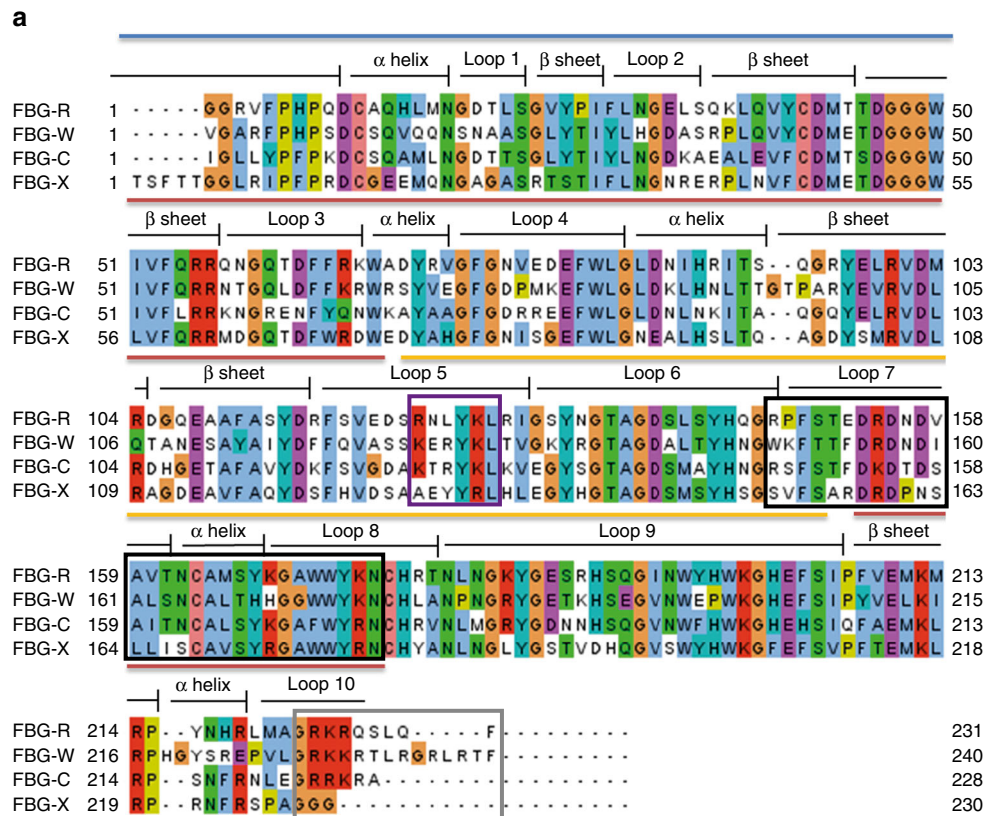 a
α helix Loop 1 β sheet Loop 2 β sheet
FBG-R 1 -----GGRVFPHPQDCAQHLMNGDTLSGVYPIFLNGELSQKLQVYCDMTTDGGGW 50
FBG-W 1 -----VGARFPHPSDCSQVQQNSNAASGLYTIYLHGDASRPLQVYCDMETDGGGW 50
FBG-C 1 -----IGLLYPFPKDCSQAMLNGDTTSGLYTIYLNGDKAEALEVFCDMTSDGGGW 50
FBG-X 1 TSFTTGGLRIPFPRDCGEEMQNGAGASRTSTIFLNGNRERPLNVFCDMETDGGGW 55
β sheet Loop 3 α helix Loop 4 α helix β sheet
FBG-R 51 IVFQRRQNGQTDFFRKWADYRVGFGNVEDEFWLGLDNIHRITS--QGRYELRVDM 103
FBG-W 51 IVFQRRNTGQLDFFKRWRSYVEGFGDPMKEFWLGLDKLHNLTTGTPARYEVRVDL 105
FBG-C 51 IVFLRRKNGRENFYQNWKAYAAGFGDRREEFWLGLDNLNKITA--QGQYELRVDL 103
FBG-X 56 LVFQRRMDGQTDFWRDWEDYAHGFGNISGEFWLGNEALHSLTQ--AGDYSMRVDL 108
β sheet Loop 5 Loop 6 Loop 7
FBG-R 104 RDGQEAAFASYDRFSVEDSRNLYKLRIGSYNGTAGDSLSYHQGRPFSTEDRDNDV 158
FBG-W 106 QTANESAYAIYDFFQVASSKERYKLTVGKYRGTAGDALTYHNGWKFTTFDRDNDI 160
FBG-C 104 RDHGETAFAVYDKFSVGDAKTRYKLKVEGYSGTAGDSMAYHNGRSFSTFDKDTDS 158
FBG-X 109 RAGDEAVFAQYDSFHVDSAAEYYRLHLEGYHGTAGDSMSYHSGSVFSARDRDPNS 163
α helix Loop 8 Loop 9 β sheet
FBG-R 159 AVTNCAMSYKGAWWYKNCHRTNLNGKYGESRHSQGINWYHWKGHEFSIPFVEMKM 213
FBG-W 161 ALSNCALTHHGGWWYKNCHLANPNGRYGETKHSEGVNWEPWKGHEFSIPYVELKI 215
FBG-C 159 AITNCALSYKGAFWYRNCHRVNLMGRYGDNNHSQGVNWFHWKGHEHSIQFAEMKL 213
FBG-X 164 LLISCAVSYRGAWWYRNCHYANLNGLYGSTVDHQGVSWYHWKGFEFSVPFTEMKL 218
α helix Loop 10
FBG-R 214 RP--YNHRLMAGRKRQSLQ-----F-------- 231
FBG-W 216 RPHGYSREPVLGRKKRTLRGRLRTF-------- 240
FBG-C 214 RP--SNFRNLEGRRKRA---------------- 228
FBG-X 219 RP--RNFRSPAGGG------------------- 230